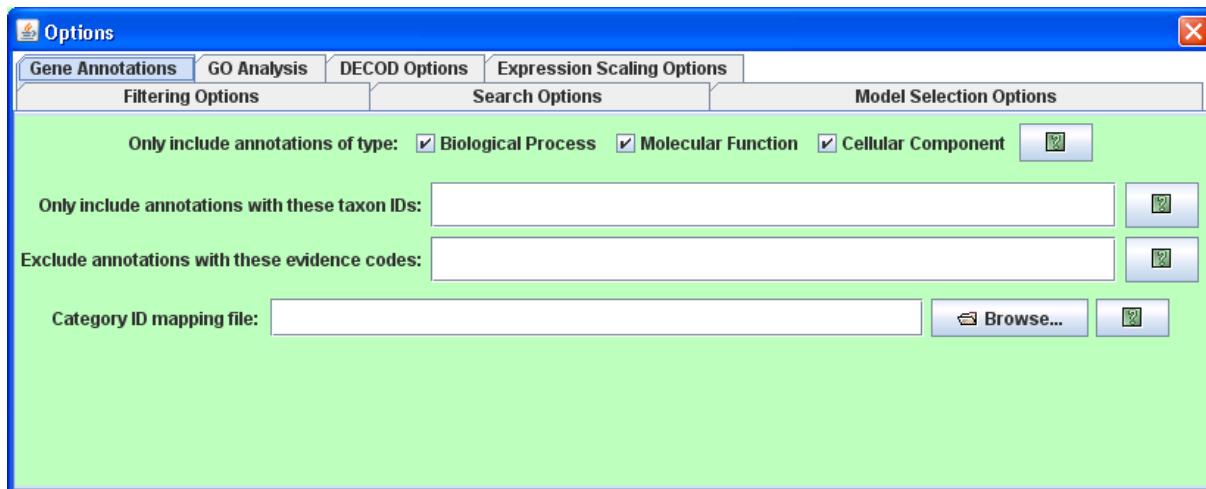 Options
Gene Annotations GO Analysis DECOD Options Expression Scaling Options
Filtering Options Search Options Model Selection Options
Only include annotations of type: Biological Process Molecular Function Cellular Component
Only include annotations with these taxon IDs:
Exclude annotations with these evidence codes:
Category ID mapping file: Browse...